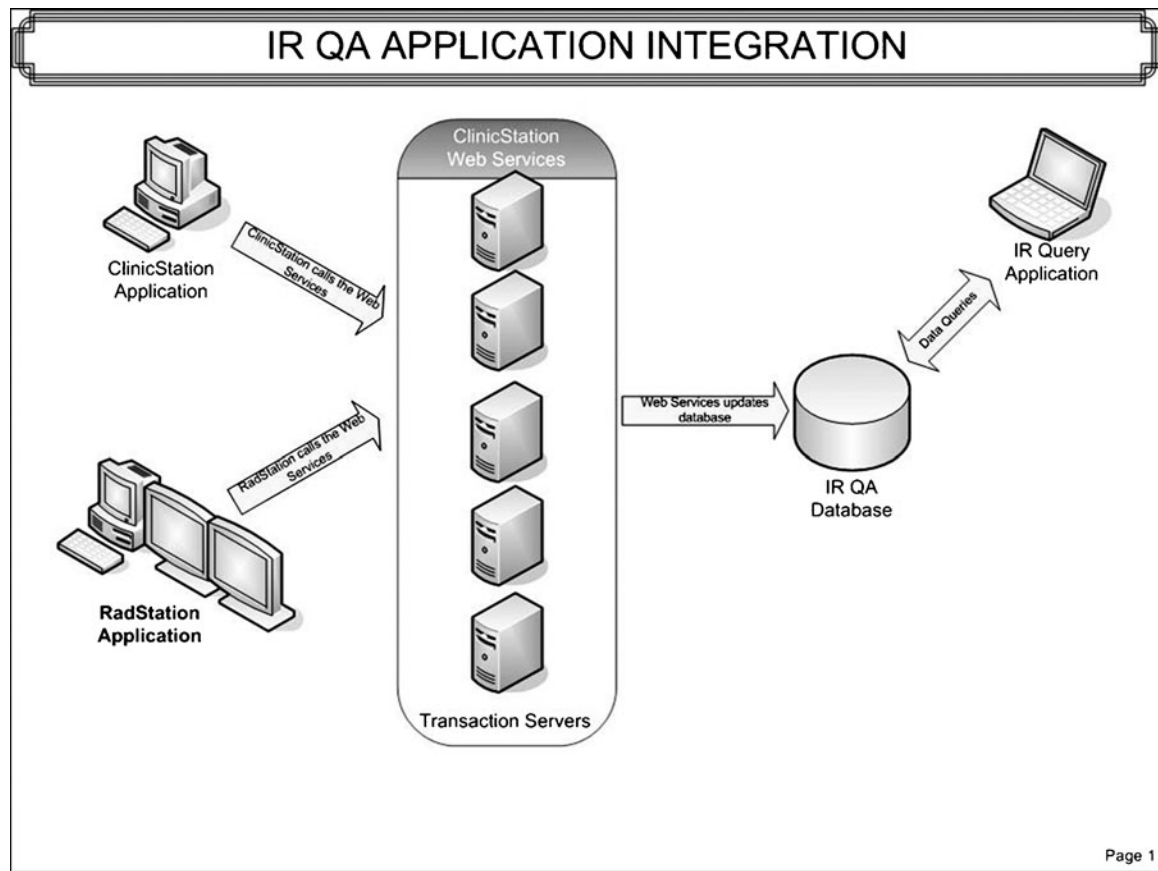 IR QA APPLICATION INTEGRATION
ClinicStation
Web Services
ClinicStation
Application
ClinicStation calls the Web
Services
RadStation calls the Web
Services
RadStation
Application
Transaction Servers
Web Services updates
database
IR QA
Database
Data Queries
IR Query
Application
Page 1